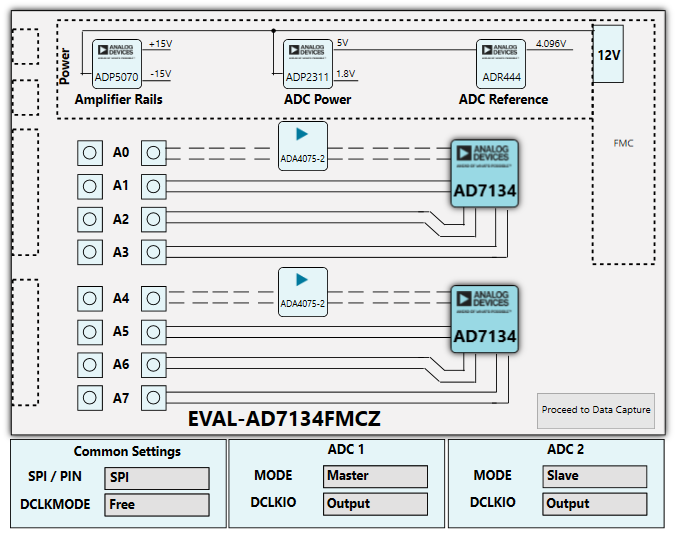 Power
ANALOG DEVICES
ADP5070
+15V
-15V
Amplifier Rails
ANALOG DEVICES
ADP2311
5V
1.8V
ADC Power
ANALOG DEVICES
ADR444
4.096V
ADC Reference
12V
FMC
A0
ADA4075-2
ANALOG DEVICES
AD7134
A1
A2
A3
A4
ADA4075-2
ANALOG DEVICES
AD7134
A5
A6
A7
EVAL-AD7134FMCZ
Proceed to Data Capture
Common Settings
SPI / PIN SPI
DCLKMODE Free
ADC 1
MODE Master
DCLKIO Output
ADC 2
MODE Slave
DCLKIO Output